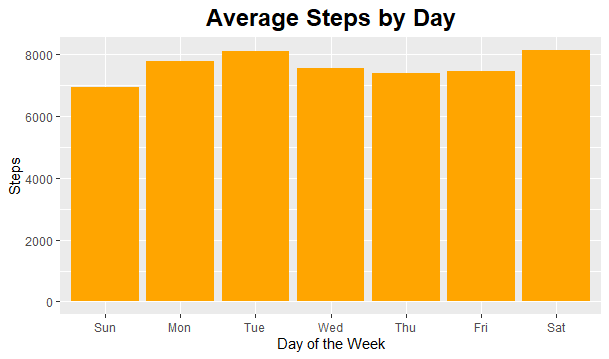 Average Steps by Day
8000
6000
4000
2000
0
Steps
Sun Mon Tue Wed Thu Fri Sat
Day of the Week